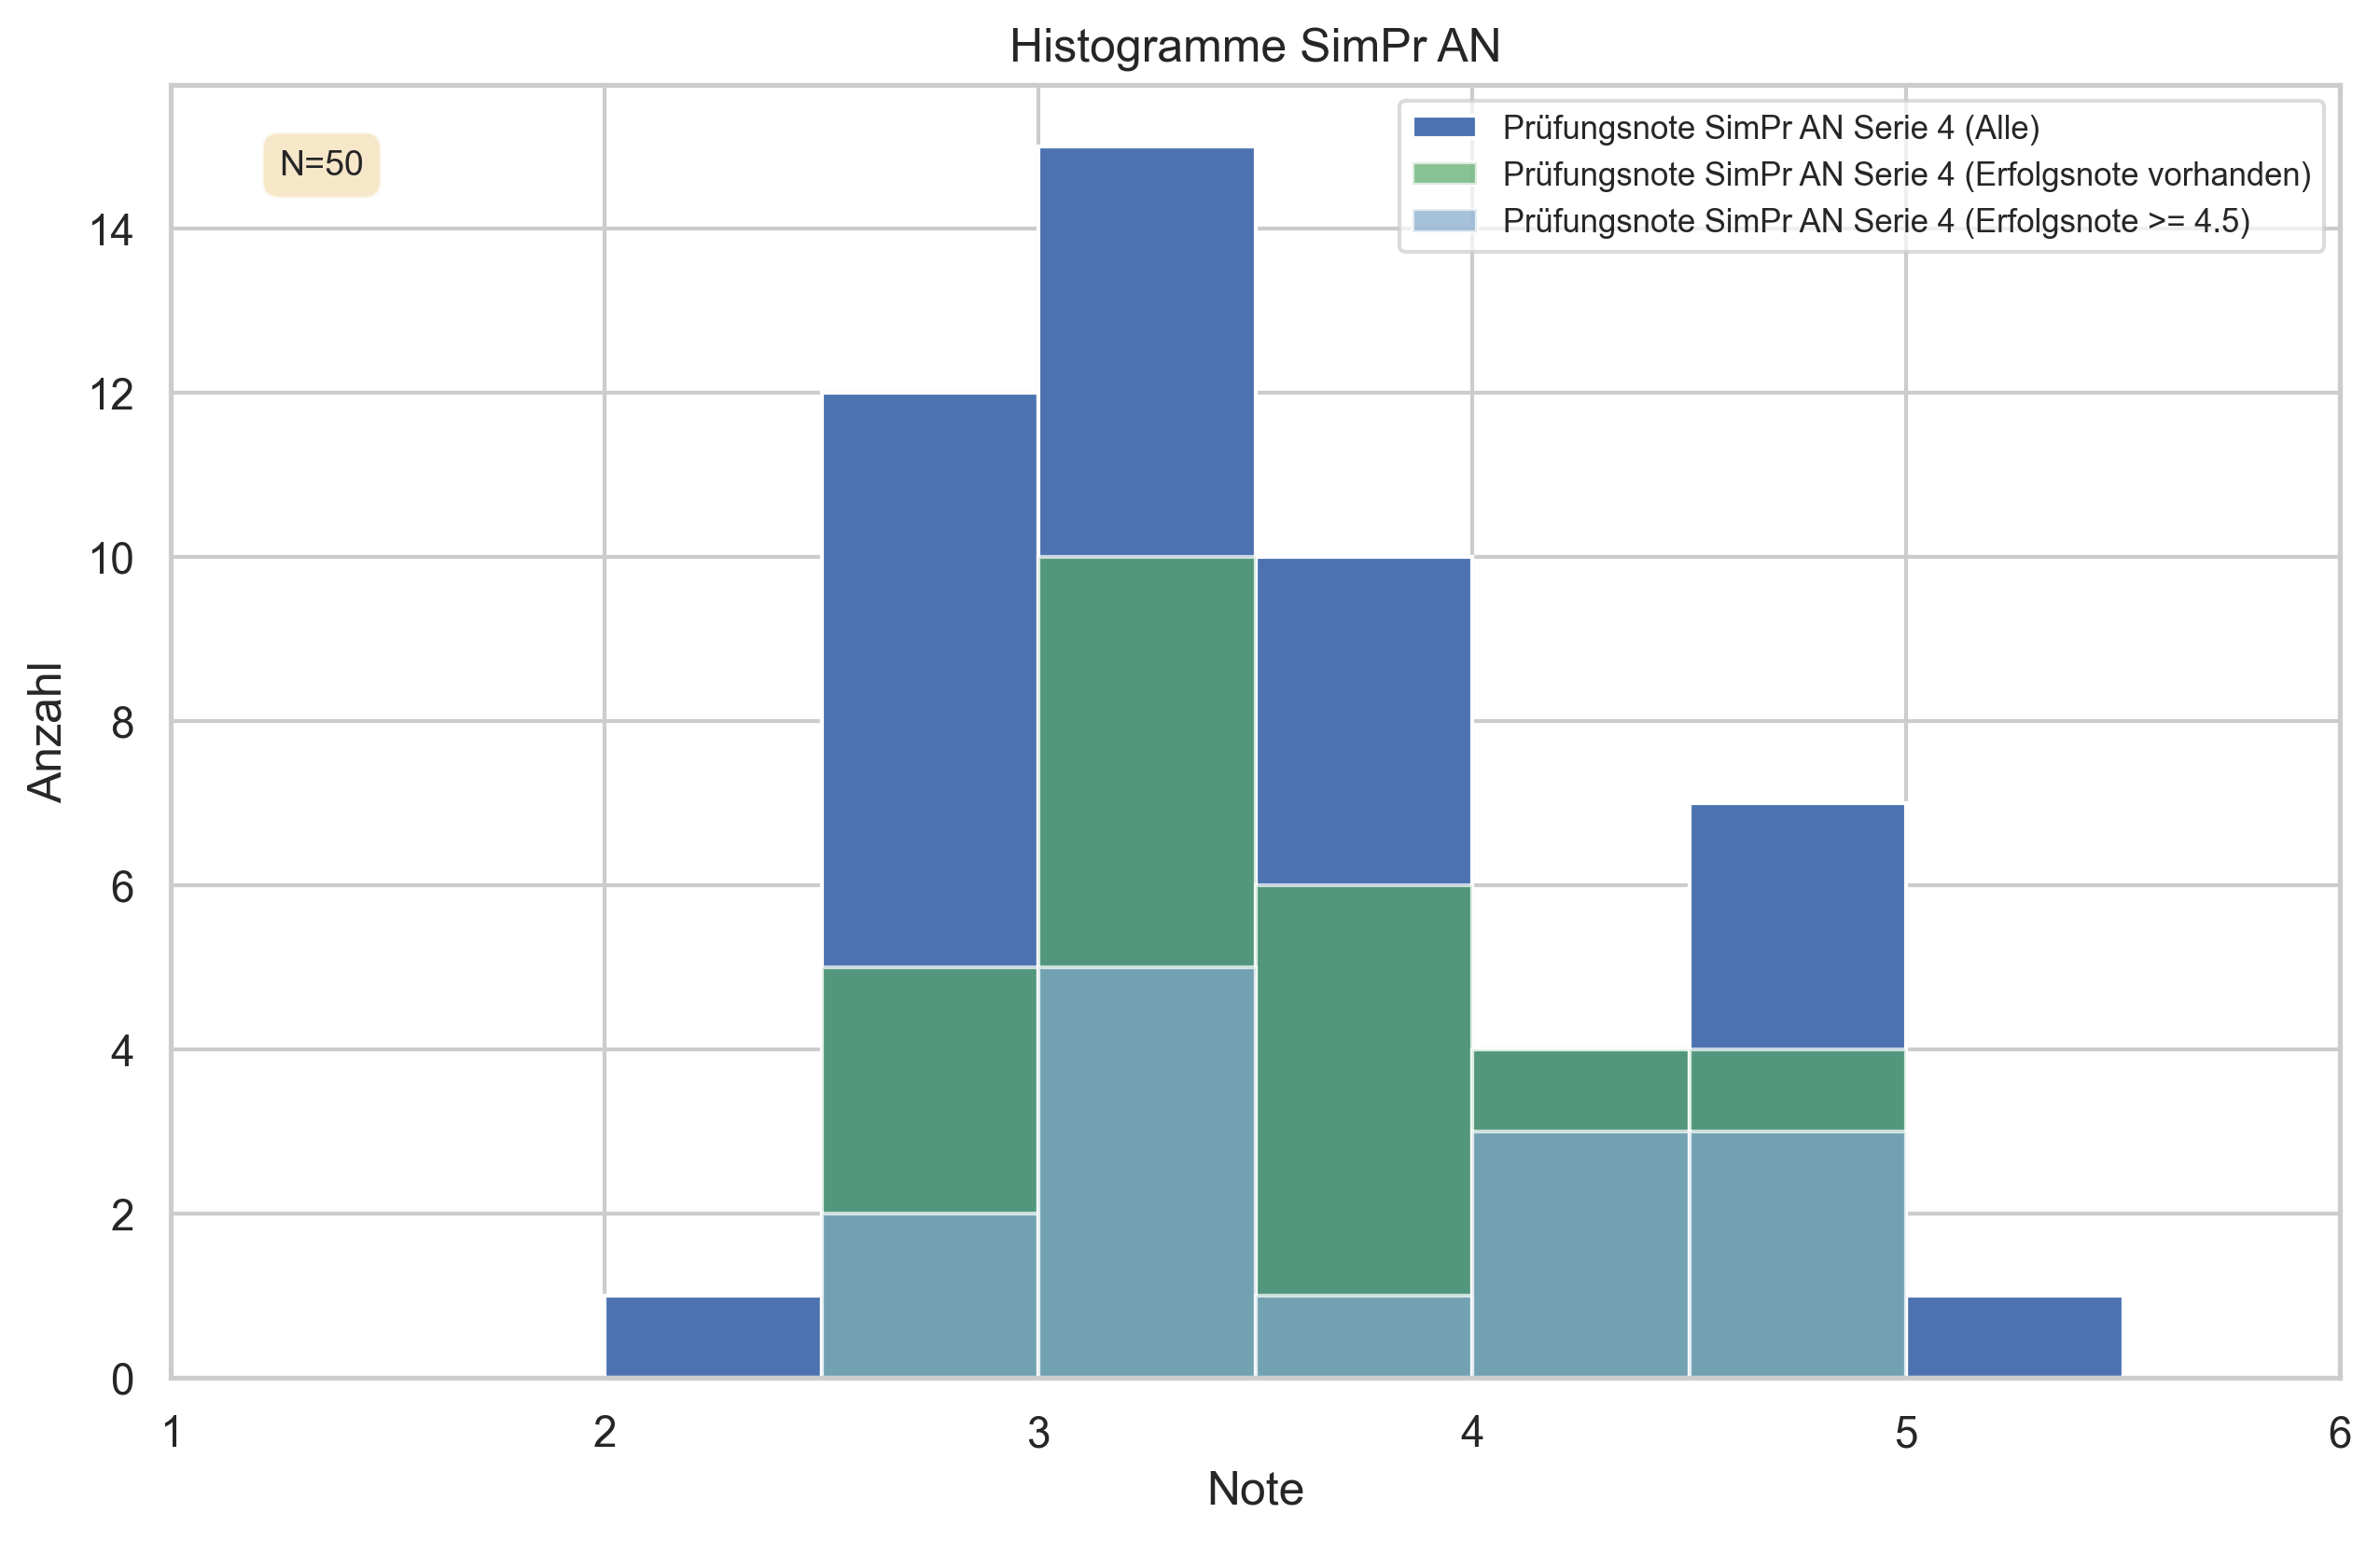 Histogramme SimPr AN
N=50
Prüfungsnote SimPr AN Serie 4 (Alle)
Prüfungsnote SimPr AN Serie 4 (Erfolgsnote vorhanden)
Prüfungsnote SimPr AN Serie 4 (Erfolgsnote >= 4.5)
Anzahl
14
12
10
8
6
4
2
0
1 2 3 4 5 6
Note